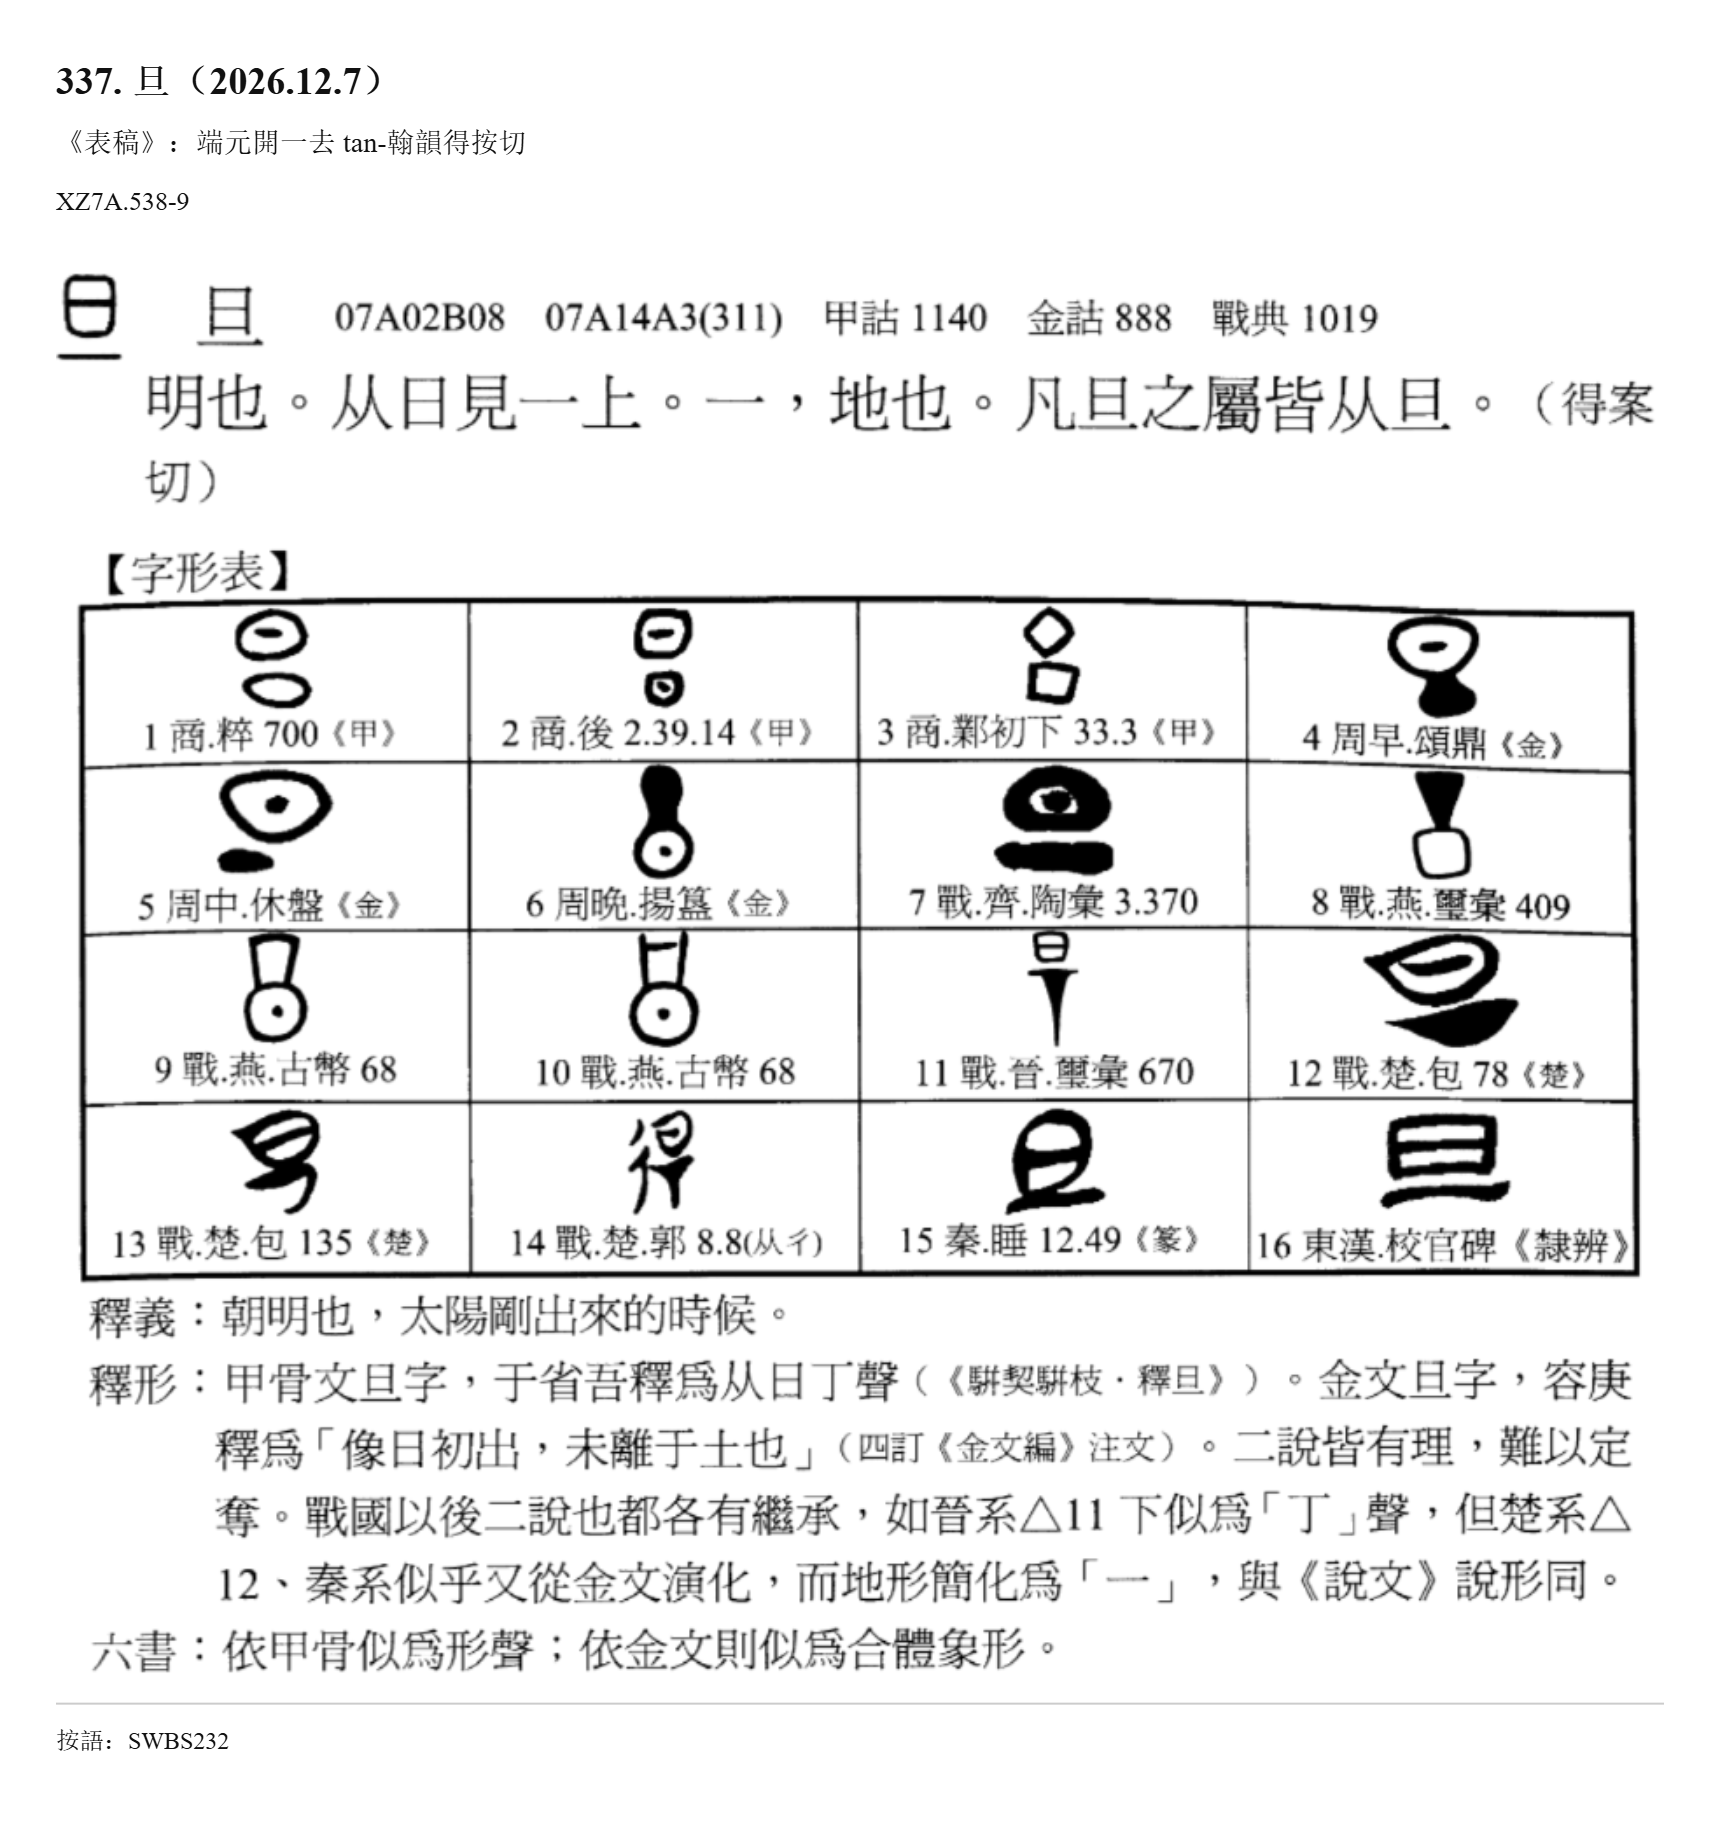 337. 旦（2026.12.7）
《表稿》：端元開一去 tan-翰韻得按切
XZ7A.538-9
旦 旦 07A02B08 07A14A3(311) 甲詁 1140 金詁 888 戰典 1019
明也。从日見一上。一，地也。凡旦之屬皆从旦。（得案
切）
【字形表】
1 商.粹 700《甲》 2 商.後 2.39.14《甲》 3 商.鄴初下 33.3《甲》 4 周早.頌鼎《金》
5 周中.休盤《金》 6 周晚.揚簋《金》 7 戰.齊.陶彙 3.370 8 戰.燕.璽彙 409
9 戰.燕.古幣 68 10 戰.燕.古幣 68 11 戰.晉.璽彙 670 12 戰.楚.包 78《楚》
13 戰.楚.包 135《楚》 14 戰.楚.郭 8.8(从彳) 15 秦.睡 12.49《篆》 16 東漢.校官碑《隸辨》
釋義：朝明也，太陽剛出來的時候。
釋形：甲骨文旦字，于省吾釋爲从日丁聲（《駢契駢枝．釋旦》）。金文旦字，容庚
釋爲「像日初出，未離于土也」（四訂《金文編》注文）。二說皆有理，難以定
奪。戰國以後二說也都各有繼承，如晉系△11 下似爲「丁」聲，但楚系△
12、秦系似乎又從金文演化，而地形簡化爲「一」，與《說文》說形同。
六書：依甲骨似爲形聲；依金文則似爲合體象形。
按語：SWBS232